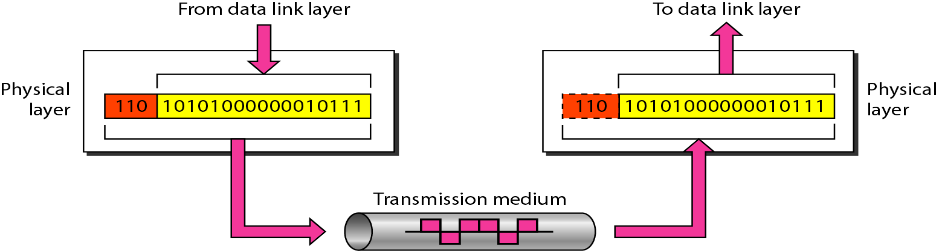 From data link layer
To data link layer
Physical
layer
110 10101000000010111
110 10101000000010111
Physical
layer
Transmission medium